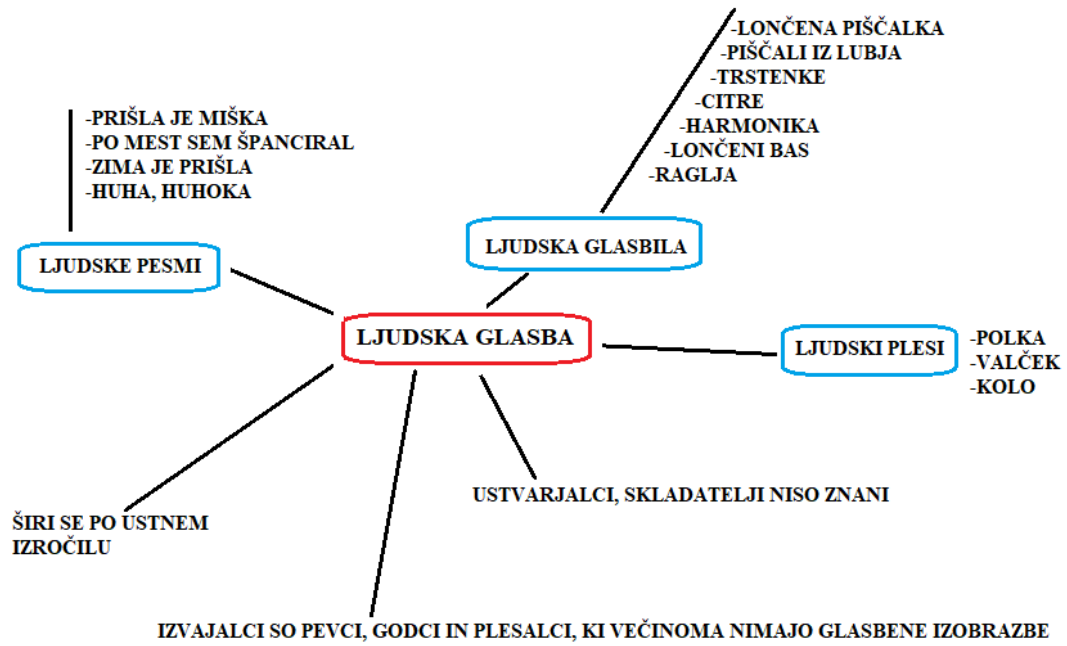 -LONČENA PIŠČALKA
-PIŠČALI IZ LUBJA
-TRSTENKE
-CITRE
-HARMONIKA
-LONČENI BAS
-RAGLJA
-PRIŠLA JE MIŠKA
-PO MEST SEM ŠPANCIRAL
-ZIMA JE PRIŠLA
-HUHA, HUHOKA
LJUDSKA GLASBILA
LJUDSKE PESMI
LJUDSKA GLASBA
LJUDSKI PLESI
-POLKA
-VALČEK
-KOLO
USTVARJALCI, SKLADATELJI NISO ZNANI
ŠIRI SE PO USTNEM
IZROČILU
IZVAJALCI SO PEVCI, GODCI IN PLESALCI, KI VEČINOMA NIMAJO GLASBENE IZOBRAZBE